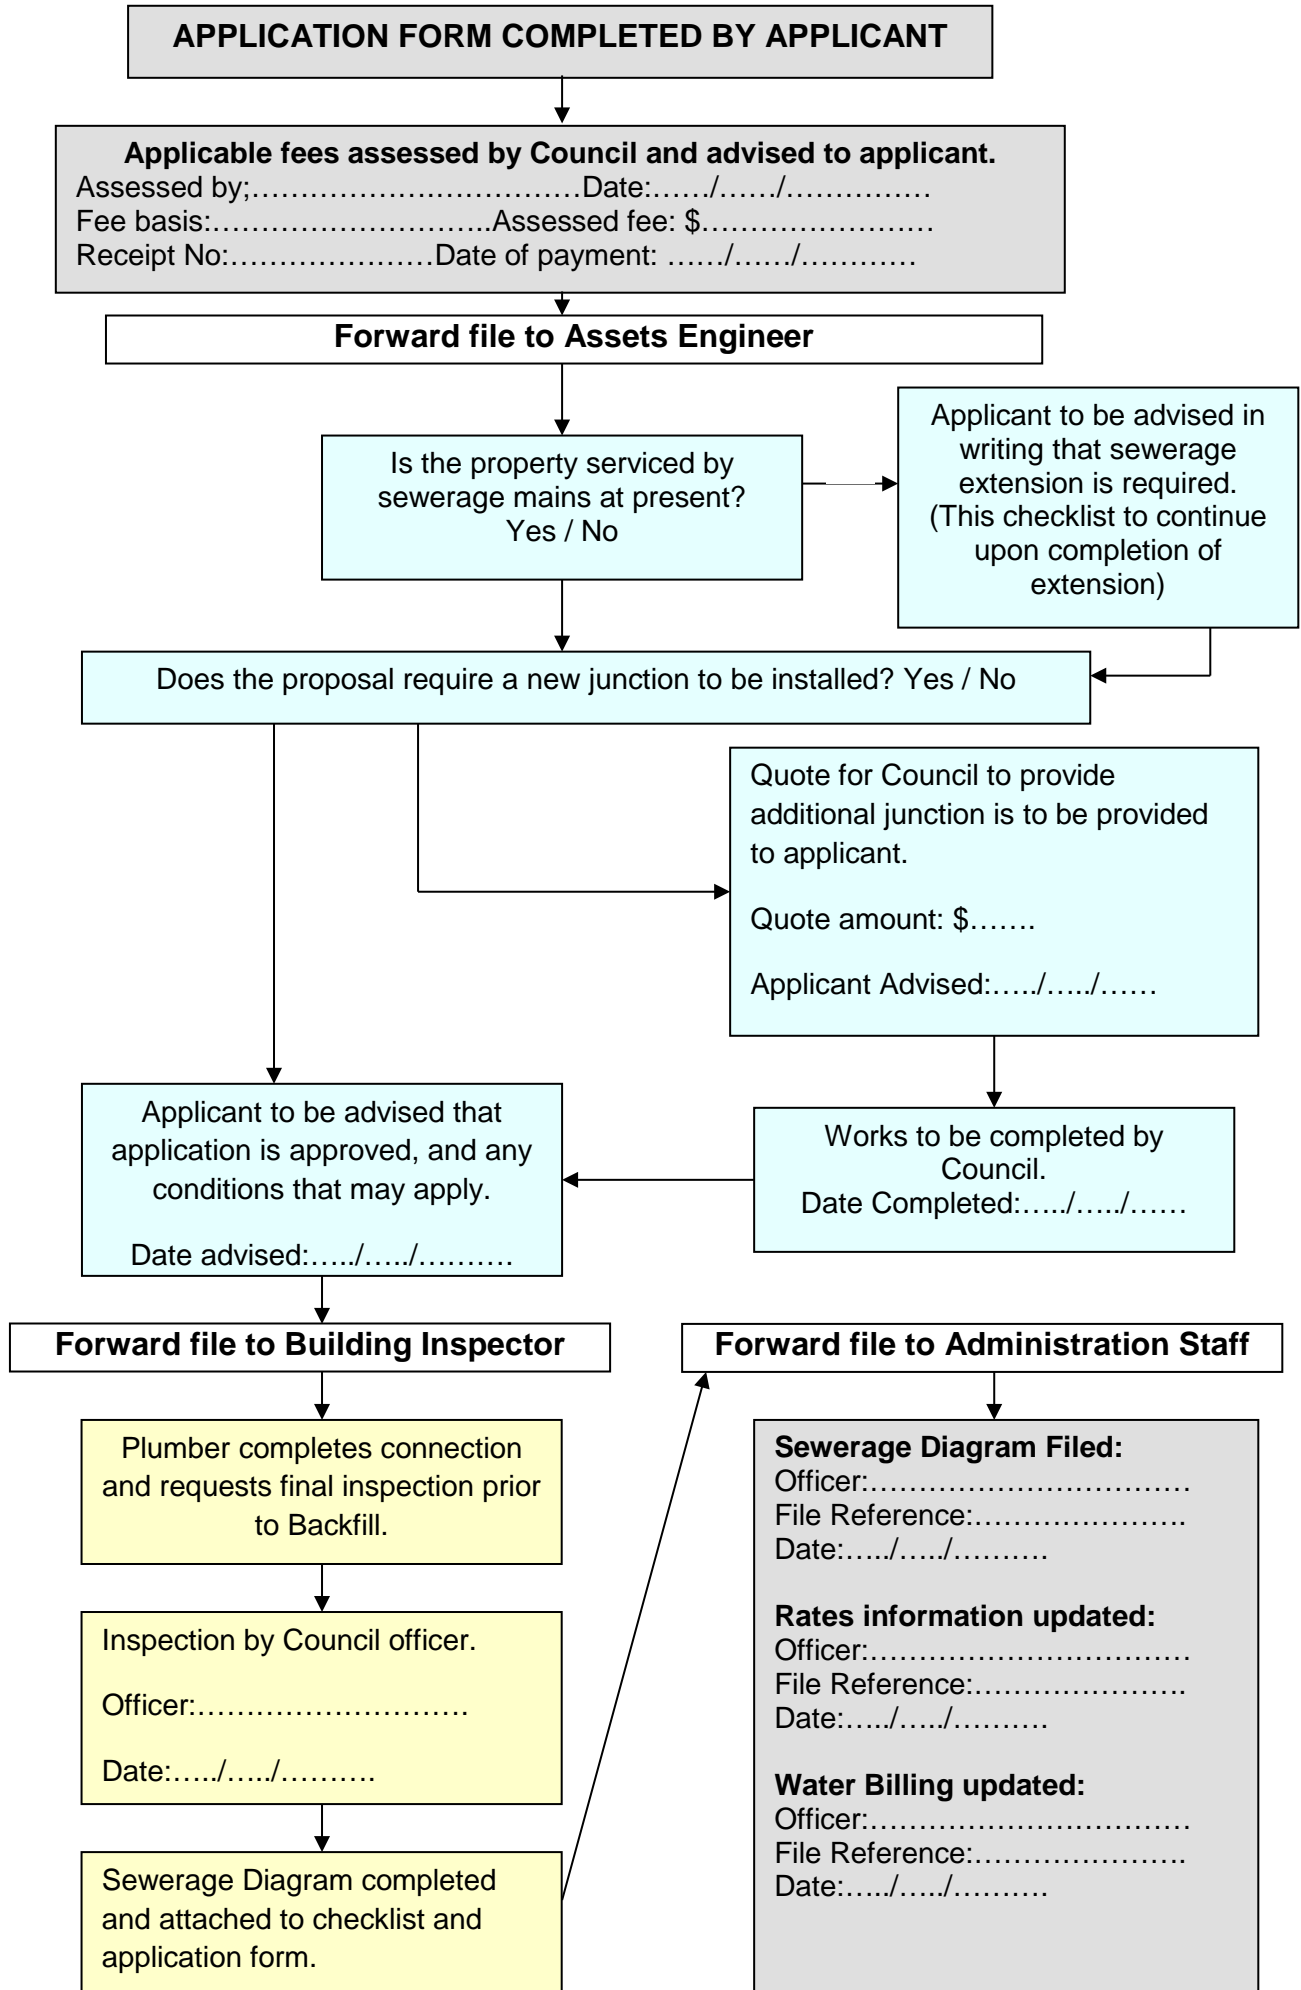 APPLICATION FORM COMPLETED BY APPLICANT
Applicable fees assessed by Council and advised to applicant.
Assessed by;……………………………Date:……/……/……………
Fee basis:………………………..Assessed fee: $……………………
Receipt No:…………………Date of payment: ……/……/…………
Forward file to Assets Engineer
Is the property serviced by
sewerage mains at present?
Yes / No
Applicant to be advised in
writing that sewerage
extension is required.
(This checklist to continue
upon completion of
extension)
Does the proposal require a new junction to be installed? Yes / No
Quote for Council to provide
additional junction is to be provided
to applicant.
Quote amount: $…….
Applicant Advised:…../…../……
Applicant to be advised that
application is approved, and any
conditions that may apply.
Date advised:…../…../……….
Works to be completed by
Council.
Date Completed:…../…../……
Forward file to Building Inspector
Plumber completes connection
and requests final inspection prior
to Backfill.
Inspection by Council officer.
Officer:……………………….
Date:…../…../……….
Sewerage Diagram completed
and attached to checklist and
application form.
Forward file to Administration Staff
Sewerage Diagram Filed:
Officer:……………………………
File Reference:………………….
Date:…../…../……….
Rates information updated:
Officer:……………………………
File Reference:………………….
Date:…../…../……….
Water Billing updated:
Officer:……………………………
File Reference:………………….
Date:…../…../……….